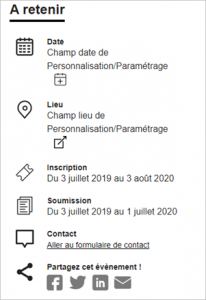 A retenir
Date
Champ date de
Personnalisation/Paramétrage
Lieu
Champ lieu de
Personnalisation/Paramétrage
Inscription
Du 3 juillet 2019 au 3 août 2020
Soumission
Du 3 juillet 2019 au 1 juillet 2020
Contact
Aller au formulaire de contact
Partagez cet évènement !